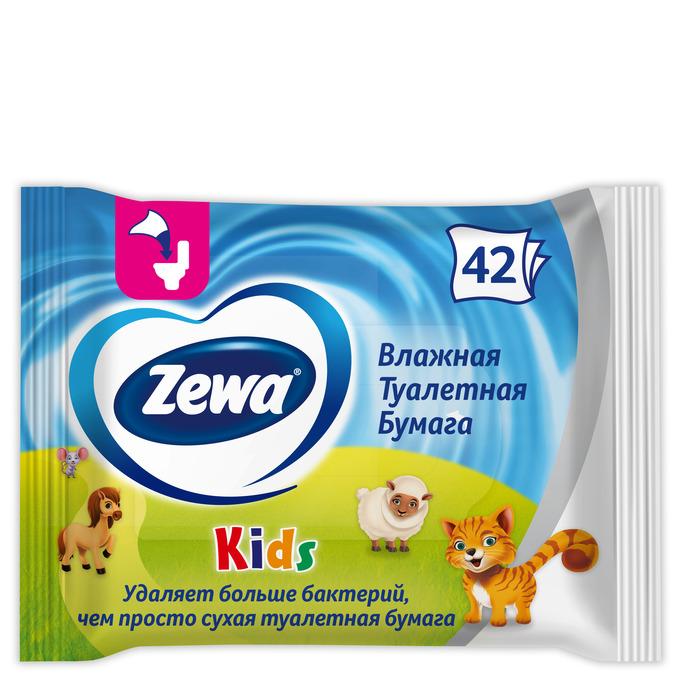 42
Zewa®
Влажная
Туалетная
Бумага
Kids
Удаляет больше бактерий,
чем просто сухая туалетная бумага